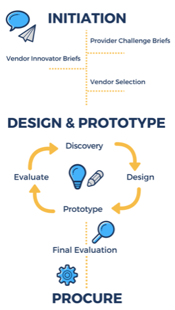 INITIATION
Provider Challenge Briefs
Vendor Innovator Briefs
Vendor Selection
DESIGN & PROTOTYPE
Discovery
Evaluate
Design
Prototype
Final Evaluation
PROCURE